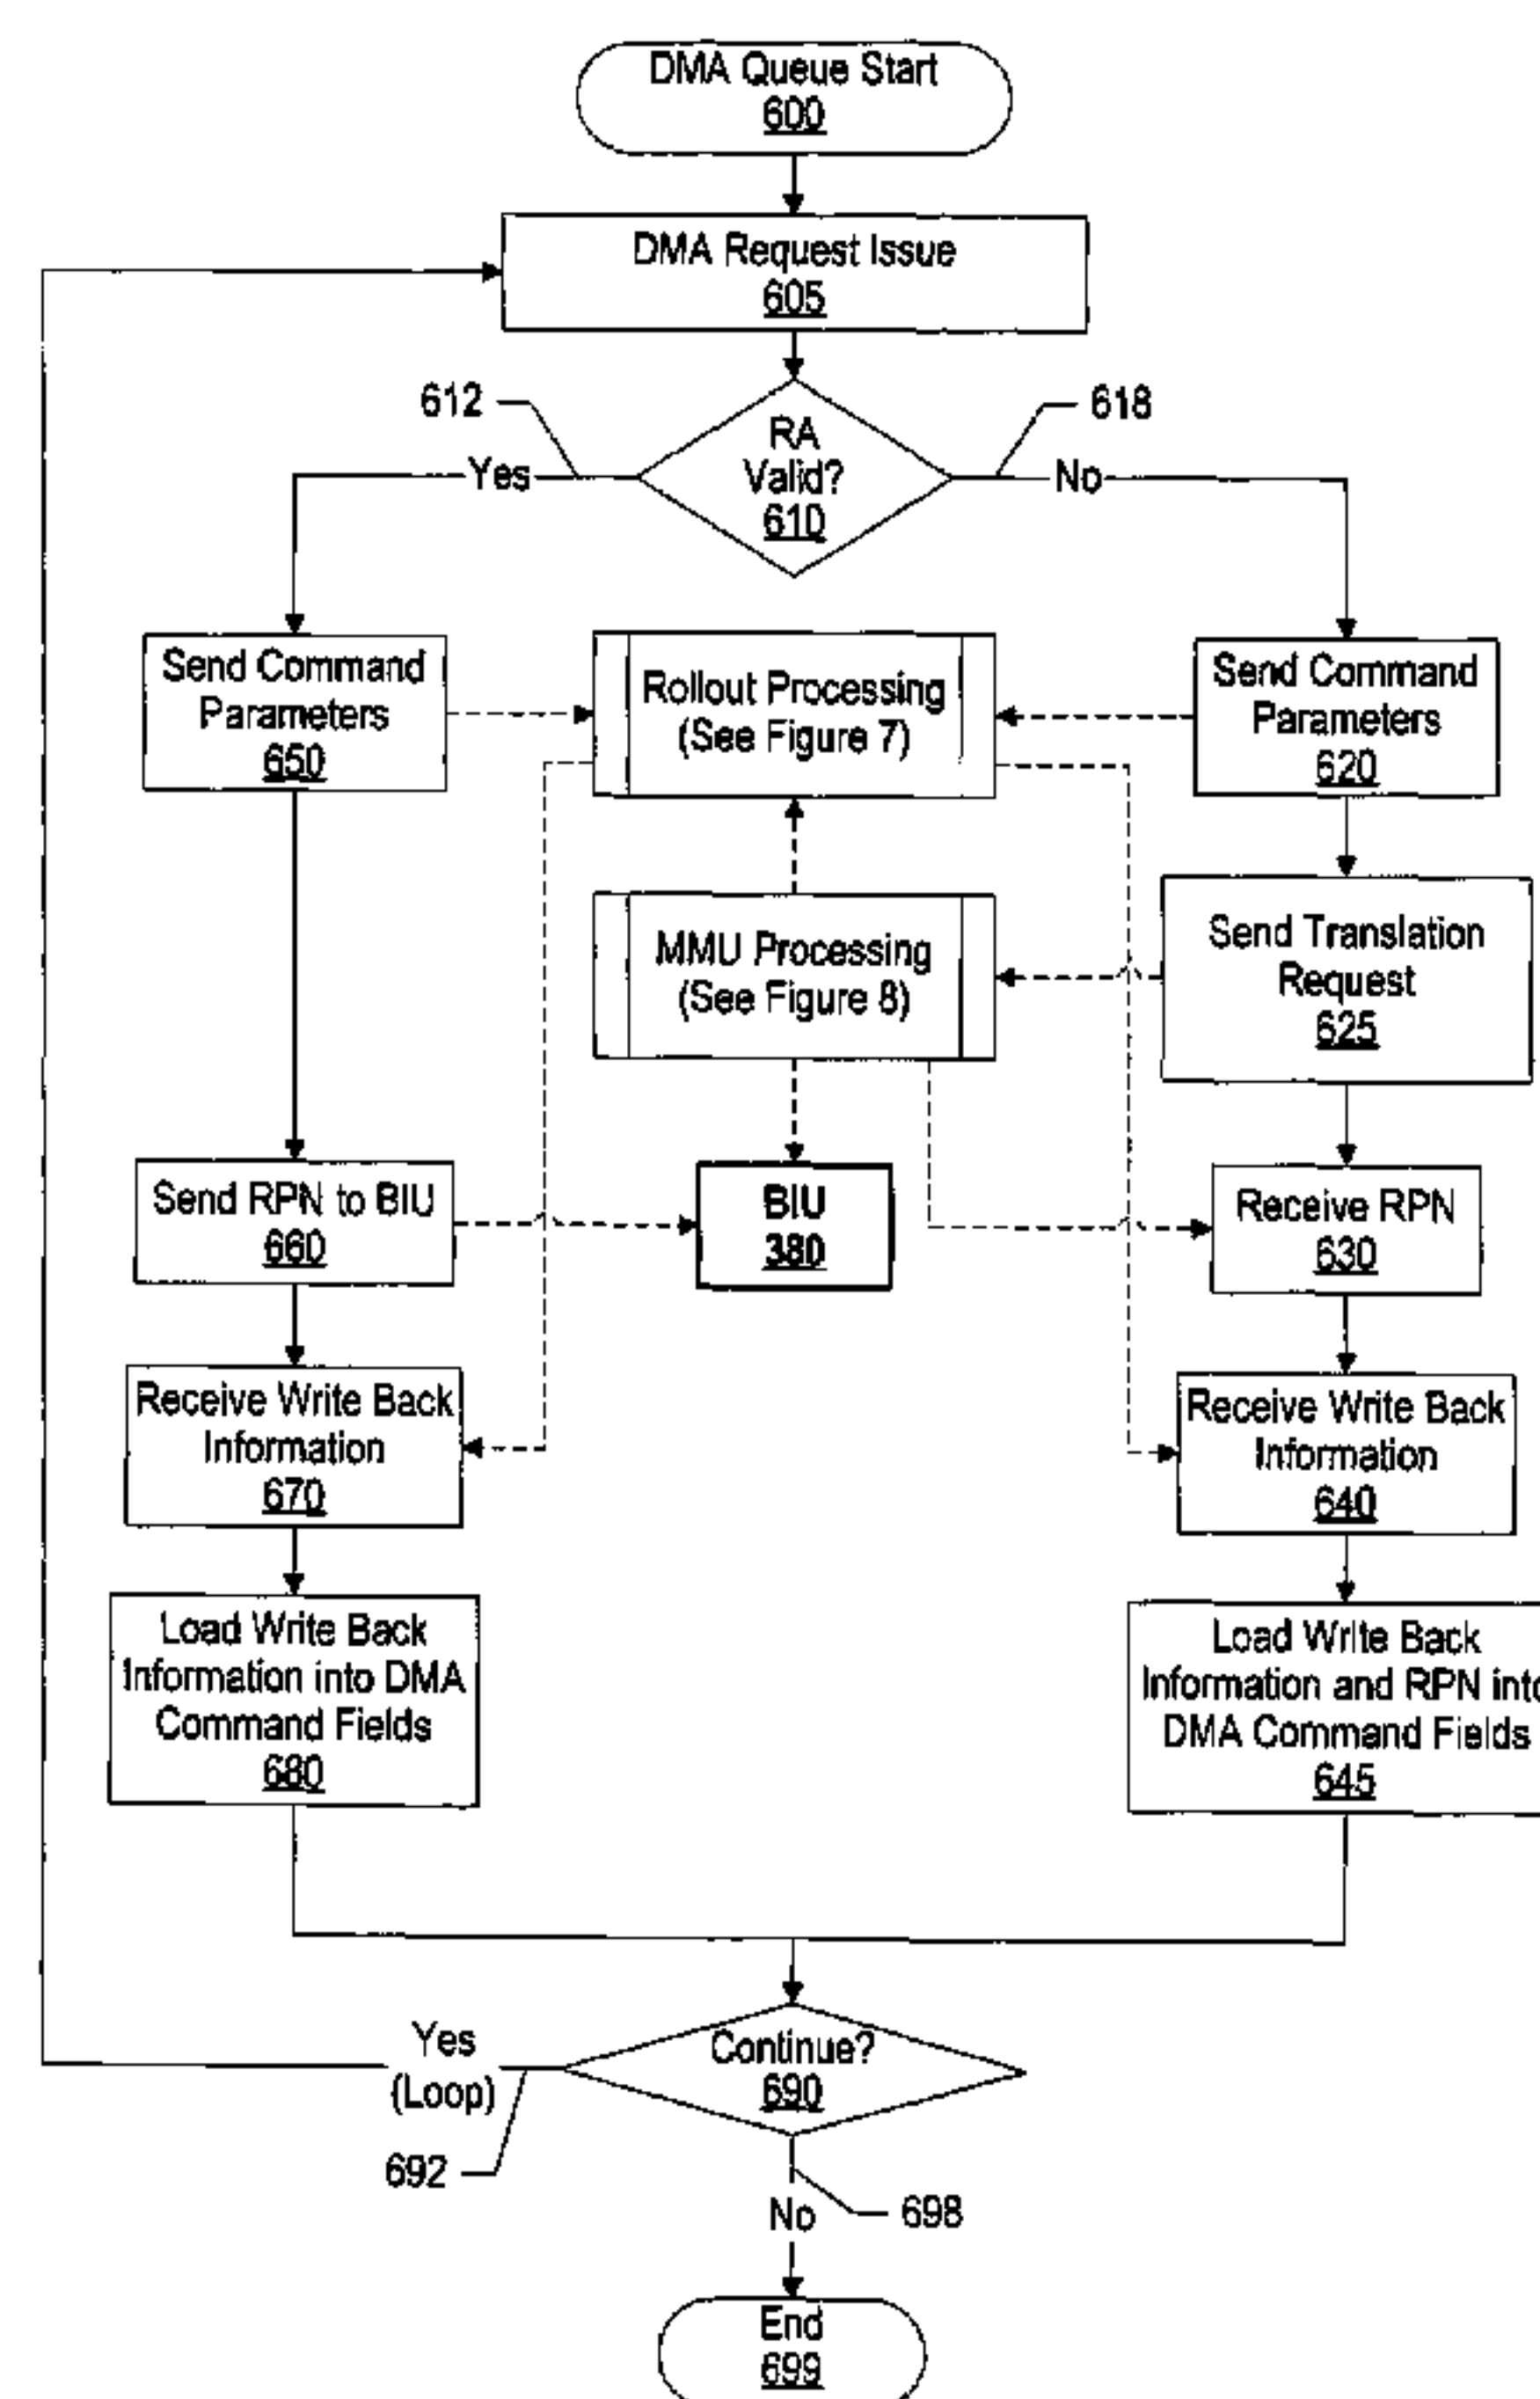 DMA Queue Start
600
DMA Request Issue
605
612
618
RA
Valid?
610
Yes
No
Send Command
Parameters
650
Rollout Processing
(See Figure 7)
Send Command
Parameters
620
MMU Processing
(See Figure 8)
Send Translation
Request
625
Send RPN to BIU
660
BIU
380
Receive RPN
630
Receive Write Back
Information
670
Receive Write Back
Information
640
Load Write Back
Information into DMA
Command Fields
680
Load Write Back
Information and RPN into
DMA Command Fields
645
Continue?
690
Yes
(Loop)
692
No
698
End
699